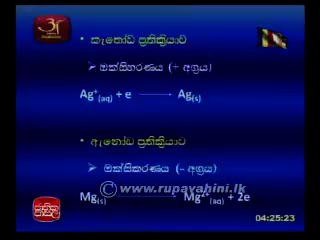 • කැතෝඩ ප්‍රතික්‍රියාව
➢ ඔක්සිහරණය (+ අග්‍රය)
Ag⁺(aq) + e ⟶ Ag(s)
• ඇනෝඩ ප්‍රතික්‍රියාව
➢ ඔක්සිකරණය (– අග්‍රය)
©www.rupavahini.lk
Mg(s) ⟶ Mg²⁺(aq) + 2e
04:25:23